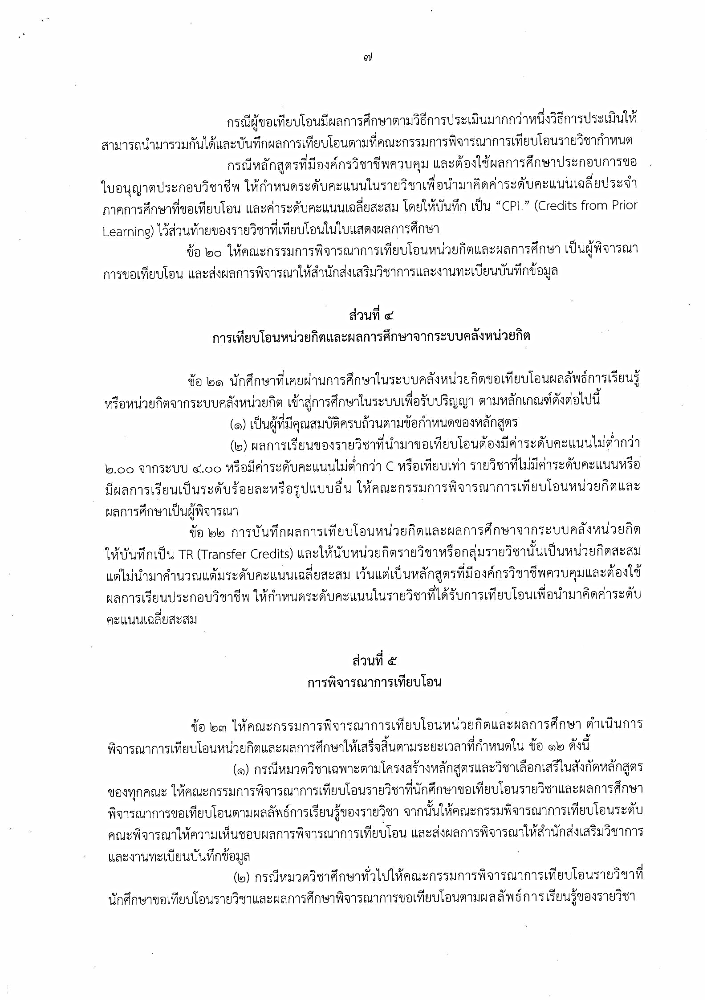 ๗
กรณีผู้ขอเทียบโอนมีผลการศึกษาตามวิธีการประเมินมากกว่าหนึ่งวิธีการประเมินให้
สามารถนำมารวมกันได้และบันทึกผลการเทียบโอนตามที่คณะกรรมการพิจารณาการเทียบโอนรายวิชากำหนด
กรณีหลักสูตรที่มีองค์กรวิชาชีพควบคุม และต้องใช้ผลการศึกษาประกอบการขอ
ใบอนุญาตประกอบวิชาชีพ ให้กำหนดระดับคะแนนในรายวิชาเพื่อนำมาคิดค่าระดับคะแนนเฉลี่ยประจำ
ภาคการศึกษาที่ขอเทียบโอน และค่าระดับคะแนนเฉลี่ยสะสม โดยให้บันทึก เป็น “CPL” (Credits from Prior
Learning) ไว้ส่วนท้ายของรายวิชาที่เทียบโอนในใบแสดงผลการศึกษา
ข้อ ๒๐ ให้คณะกรรมการพิจารณาการเทียบโอนหน่วยกิตและผลการศึกษา เป็นผู้พิจารณา
การขอเทียบโอน และส่งผลการพิจารณาให้สำนักส่งเสริมวิชาการและงานทะเบียนบันทึกข้อมูล
ส่วนที่ ๔
การเทียบโอนหน่วยกิตและผลการศึกษาจากระบบคลังหน่วยกิต
ข้อ ๒๑ นักศึกษาที่เคยผ่านการศึกษาในระบบคลังหน่วยกิตขอเทียบโอนผลลัพธ์การเรียนรู้
หรือหน่วยกิตจากระบบคลังหน่วยกิต เข้าสู่การศึกษาในระบบเพื่อรับปริญญา ตามหลักเกณฑ์ดังต่อไปนี้
(๑) เป็นผู้ที่มีคุณสมบัติครบถ้วนตามข้อกำหนดของหลักสูตร
(๒) ผลการเรียนของรายวิชาที่นำมาขอเทียบโอนต้องมีค่าระดับคะแนนไม่ต่ำกว่า
๒.๐๐ จากระบบ ๔.๐๐ หรือมีค่าระดับคะแนนไม่ต่ำกว่า C หรือเทียบเท่า รายวิชาที่ไม่มีค่าระดับคะแนนหรือ
มีผลการเรียนเป็นระดับร้อยละหรือรูปแบบอื่น ให้คณะกรรมการพิจารณาการเทียบโอนหน่วยกิตและ
ผลการศึกษาเป็นผู้พิจารณา
ข้อ ๒๒ การบันทึกผลการเทียบโอนหน่วยกิตและผลการศึกษาจากระบบคลังหน่วยกิต
ให้บันทึกเป็น TR (Transfer Credits) และให้นับหน่วยกิตรายวิชาหรือกลุ่มรายวิชานั้นเป็นหน่วยกิตสะสม
แต่ไม่นำมาคำนวณแต้มระดับคะแนนเฉลี่ยสะสม เว้นแต่เป็นหลักสูตรที่มีองค์กรวิชาชีพควบคุมและต้องใช้
ผลการเรียนประกอบวิชาชีพ ให้กำหนดระดับคะแนนในรายวิชาที่ได้รับการเทียบโอนเพื่อนำมาคิดค่าระดับ
คะแนนเฉลี่ยสะสม
ส่วนที่ ๕
การพิจารณาการเทียบโอน
ข้อ ๒๓ ให้คณะกรรมการพิจารณาการเทียบโอนหน่วยกิตและผลการศึกษา ดำเนินการ
พิจารณาการเทียบโอนหน่วยกิตและผลการศึกษาให้เสร็จสิ้นตามระยะเวลาที่กำหนดใน ข้อ ๑๒ ดังนี้
(๑) กรณีหมวดวิชาเฉพาะตามโครงสร้างหลักสูตรและวิชาเลือกเสรีในสังกัดหลักสูตร
ของทุกคณะ ให้คณะกรรมการพิจารณาการเทียบโอนรายวิชาที่นักศึกษาขอเทียบโอนรายวิชาและผลการศึกษา
พิจารณาการขอเทียบโอนตามผลลัพธ์การเรียนรู้ของรายวิชา จากนั้นให้คณะกรรมพิจารณาการเทียบโอนระดับ
คณะพิจารณาให้ความเห็นชอบผลการพิจารณาการเทียบโอน และส่งผลการพิจารณาให้สำนักส่งเสริมวิชาการ
และงานทะเบียนบันทึกข้อมูล
(๒) กรณีหมวดวิชาศึกษาทั่วไปให้คณะกรรมการพิจารณาการเทียบโอนรายวิชาที่
นักศึกษาขอเทียบโอนรายวิชาและผลการศึกษาพิจารณาการขอเทียบโอนตามผลลัพธ์การเรียนรู้ของรายวิชา